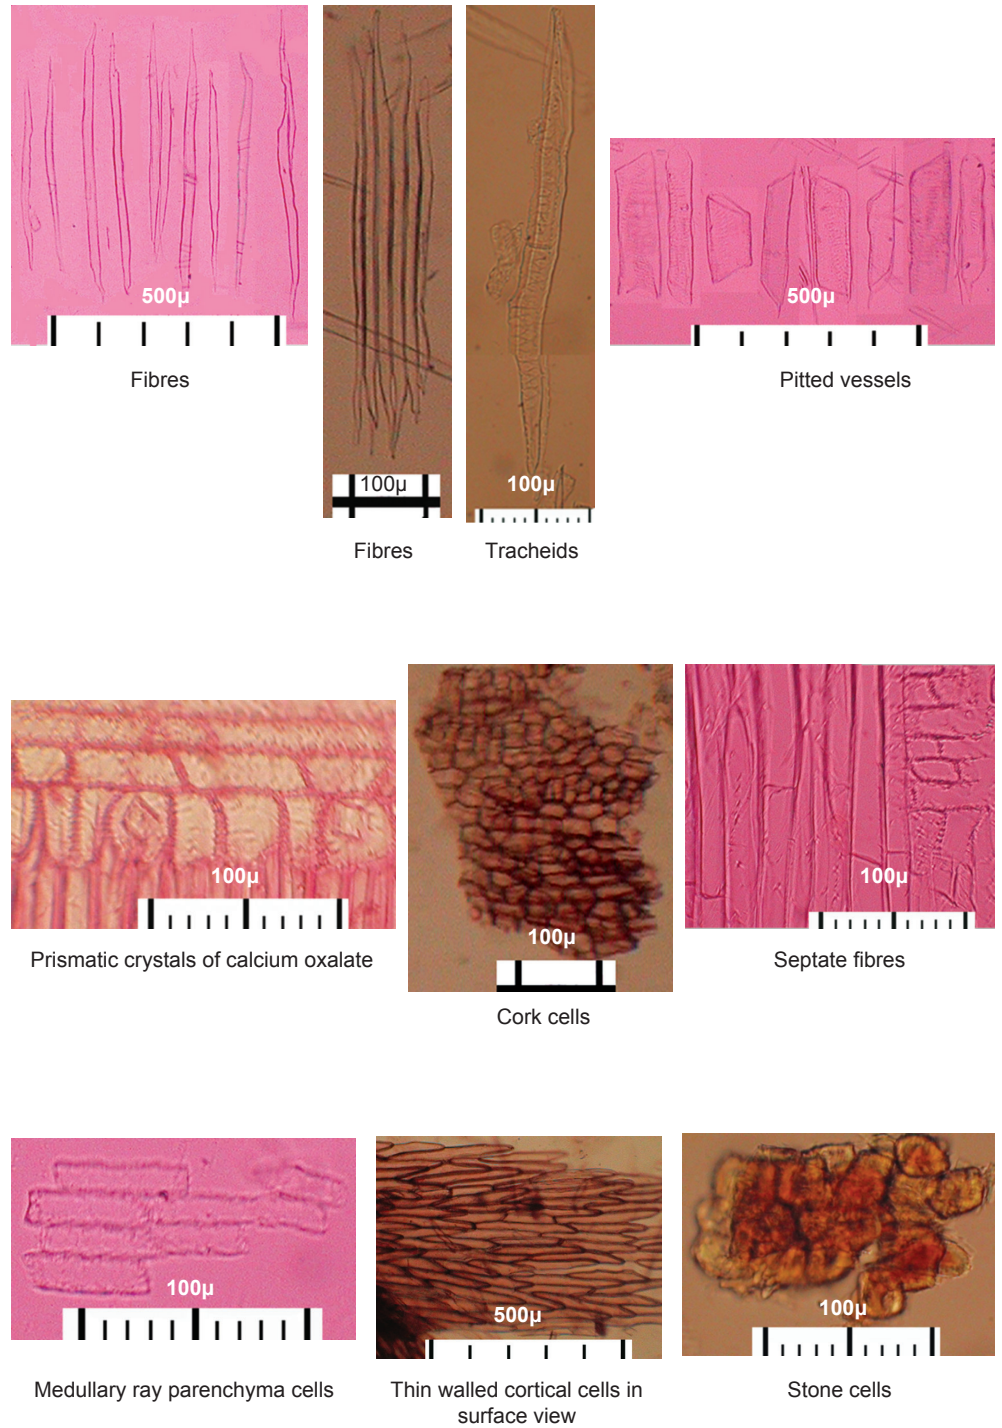 500µ
Fibres
100µ
Fibres
100µ
Tracheids
500µ
Pitted vessels
100µ
Prismatic crystals of calcium oxalate
100µ
Cork cells
100µ
Septate fibres
100µ
Medullary ray parenchyma cells
500µ
Thin walled cortical cells in
surface view
100µ
Stone cells